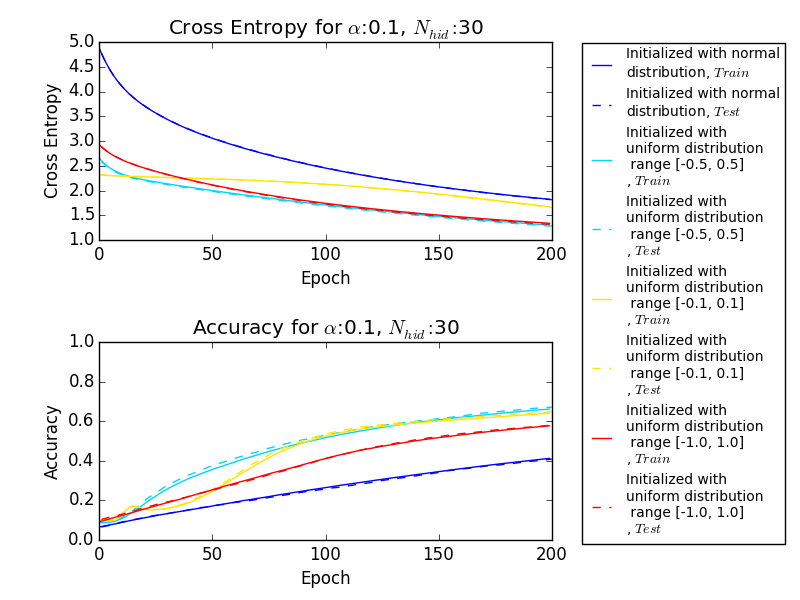 Cross Entropy for α:0.1, N_hid:30
5.0
4.5
4.0
3.5
3.0
2.5
2.0
1.5
1.0
Cross Entropy
0 50 100 150 200
Epoch
Accuracy for α:0.1, N_hid:30
1.0
0.8
0.6
0.4
0.2
0.0
Accuracy
0 50 100 150 200
Epoch
Initialized with normal
distribution, Train
Initialized with normal
distribution, Test
Initialized with
uniform distribution
range [-0.5, 0.5]
, Train
Initialized with
uniform distribution
range [-0.5, 0.5]
, Test
Initialized with
uniform distribution
range [-0.1, 0.1]
, Train
Initialized with
uniform distribution
range [-0.1, 0.1]
, Test
Initialized with
uniform distribution
range [-1.0, 1.0]
, Train
Initialized with
uniform distribution
range [-1.0, 1.0]
, Test